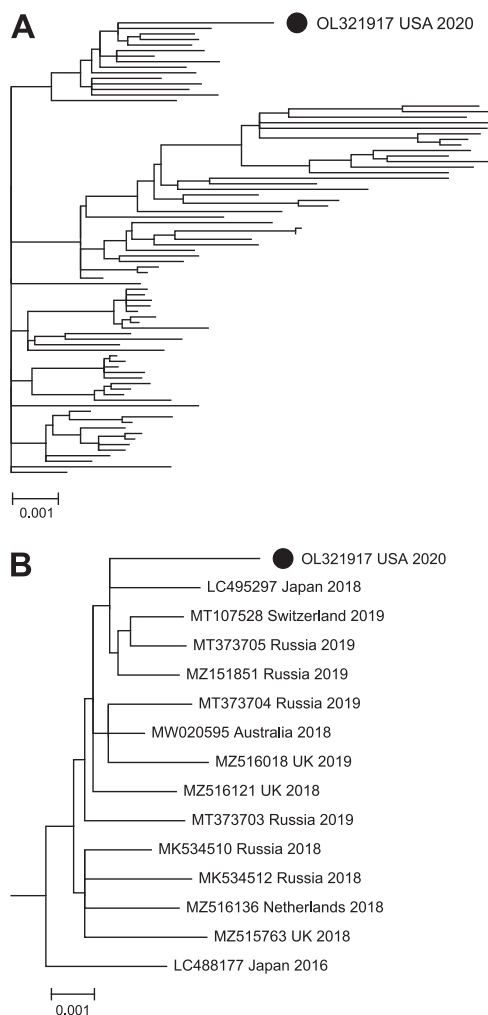 A
OL321917 USA 2020
0.001
B
OL321917 USA 2020
LC495297 Japan 2018
MT107528 Switzerland 2019
MT373705 Russia 2019
MZ151851 Russia 2019
MT373704 Russia 2019
MW020595 Australia 2018
MZ516018 UK 2019
MZ516121 UK 2018
MT373703 Russia 2019
MK534510 Russia 2018
MK534512 Russia 2018
MZ516136 Netherlands 2018
MZ515763 UK 2018
LC488177 Japan 2016
0.001